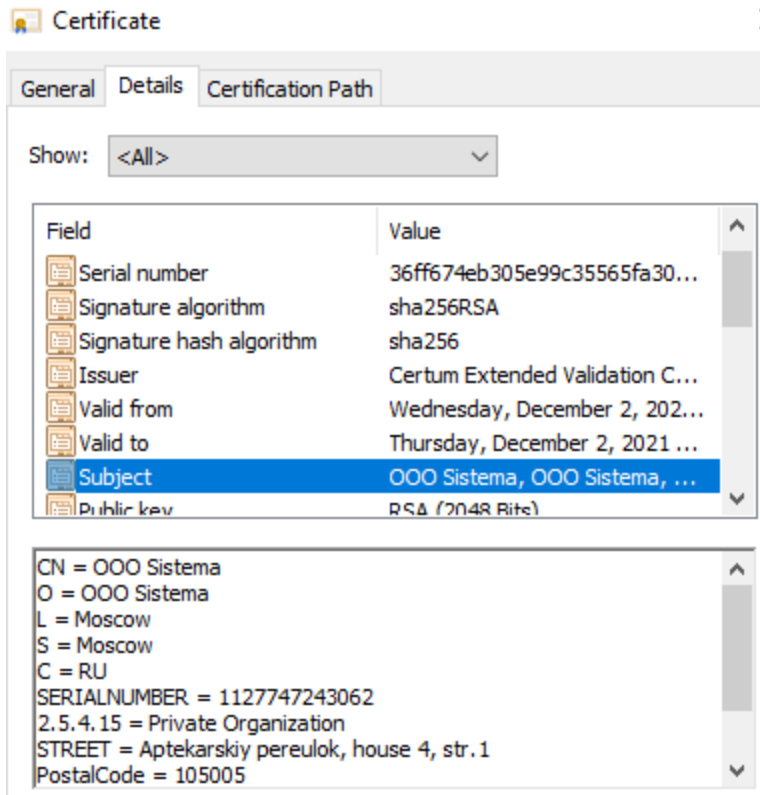 Certificate
General Details Certification Path
Show: <All>
Field Value
Serial number 36ff674eb305e99c35565fa30...
Signature algorithm sha256RSA
Signature hash algorithm sha256
Issuer Certum Extended Validation C...
Valid from Wednesday, December 2, 202...
Valid to Thursday, December 2, 2021 ...
Subject OOO Sistema, OOO Sistema, ...
Public key RSA (2048 Bits)
CN = OOO Sistema
O = OOO Sistema
L = Moscow
S = Moscow
C = RU
SERIALNUMBER = 1127747243062
2.5.4.15 = Private Organization
STREET = Aptekarskiy pereulok, house 4, str.1
PostalCode = 105005